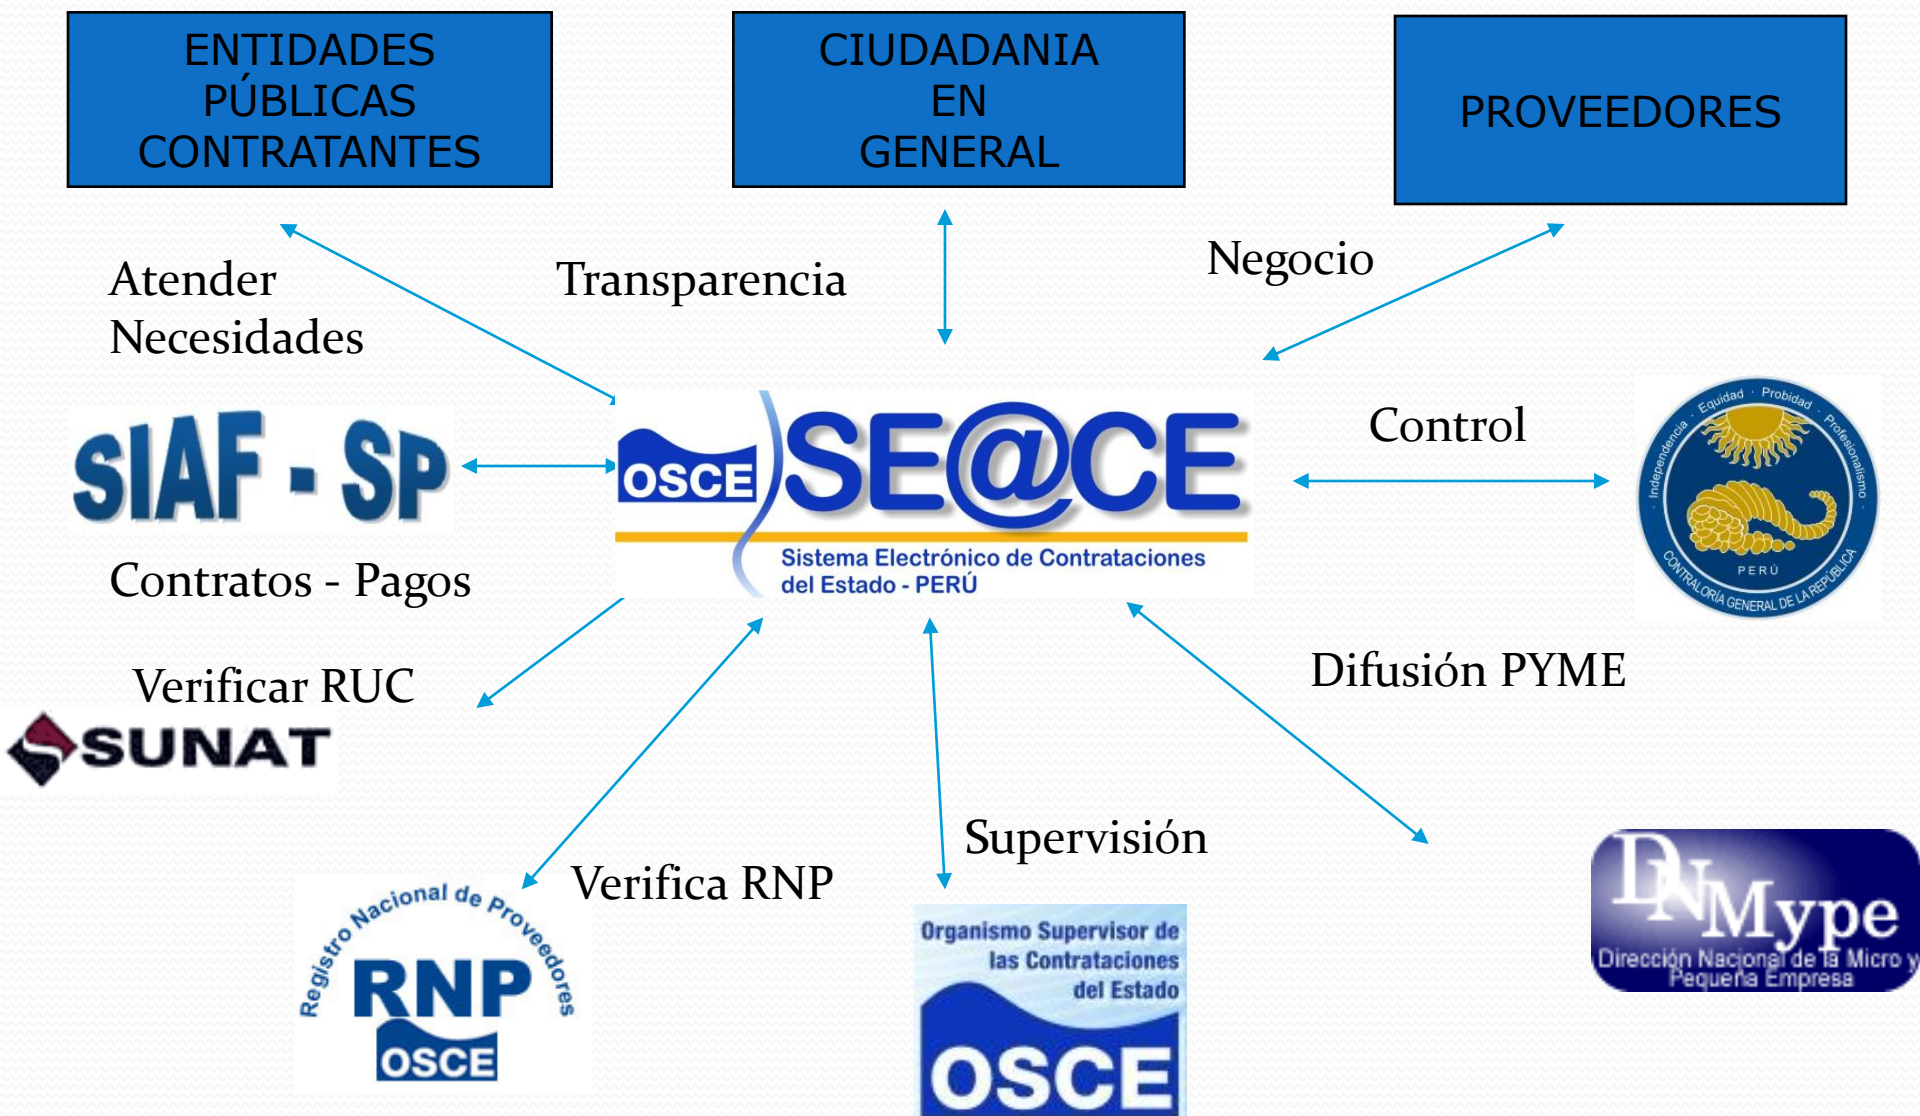 ENTIDADES
PÚBLICAS
CONTRATANTES
CIUDADANIA
EN
GENERAL
PROVEEDORES
Atender
Necesidades
Transparencia
Negocio
SIAF - SP
Contratos - Pagos
OSCE
SE@CE
Sistema Electrónico de Contrataciones
del Estado - PERÚ
Control
· Independencia · Equidad · Probidad · Profesionalismo ·
PERÚ
CONTRALORÍA GENERAL DE LA REPÚBLICA
Verificar RUC
SUNAT
Difusión PYME
Verifica RNP
Registro Nacional de Proveedores
RNP
OSCE
Supervisión
Organismo Supervisor de
las Contrataciones
del Estado
OSCE
DNMype
Dirección Nacional de la Micro y
Pequeña Empresa